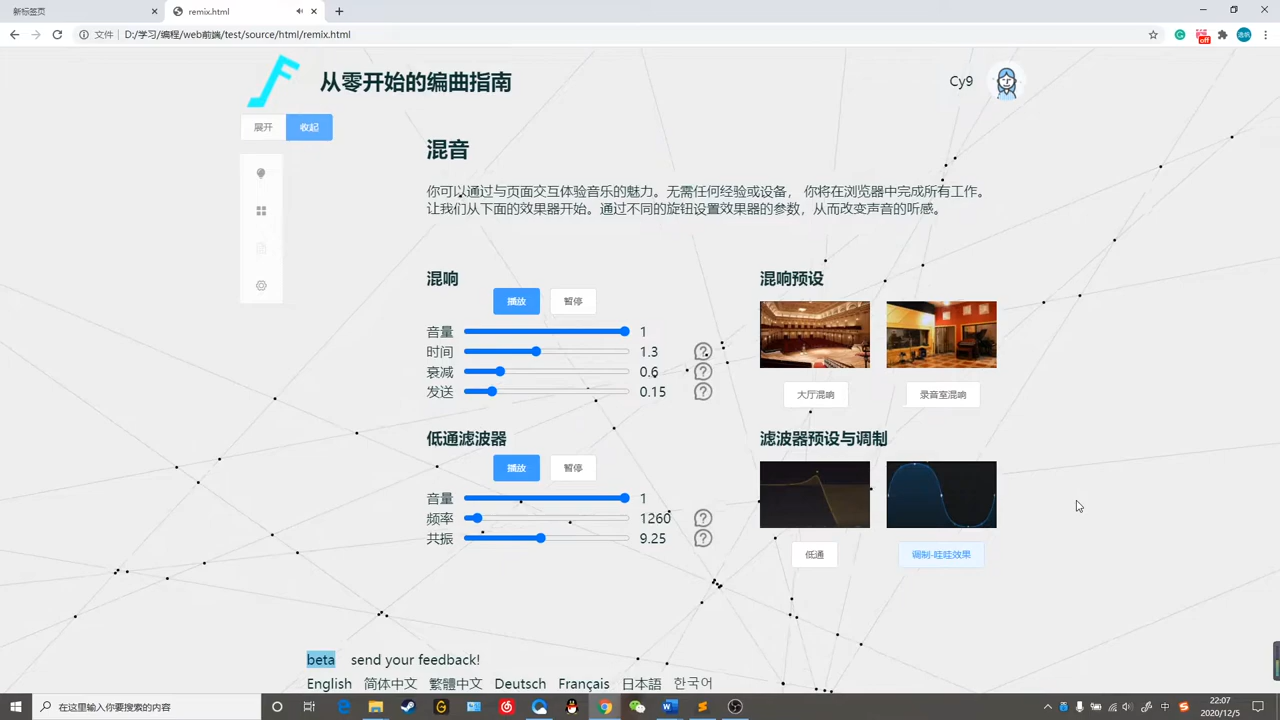 新标签页
remix.html
文件
D:/学习/编程/web前端/test/source/html/remix.html
off
从零开始的编曲指南
Cy9
展开
收起
混音
你可以通过与页面交互体验音乐的魅力。无需任何经验或设备， 你将在浏览器中完成所有工作。
让我们从下面的效果器开始。通过不同的旋钮设置效果器的参数，从而改变声音的听感。
混响
播放
暂停
音量 1
时间 1.3
衰减 0.6
发送 0.15
混响预设
大厅混响
录音室混响
低通滤波器
播放
暂停
音量 1
频率 1260
共振 9.25
滤波器预设与调制
低通
调制-哇哇效果
beta send your feedback!
English 简体中文 繁體中文 Deutsch Français 日本語 한국어
在这里输入你要搜索的内容
中
22:07
2020/12/5